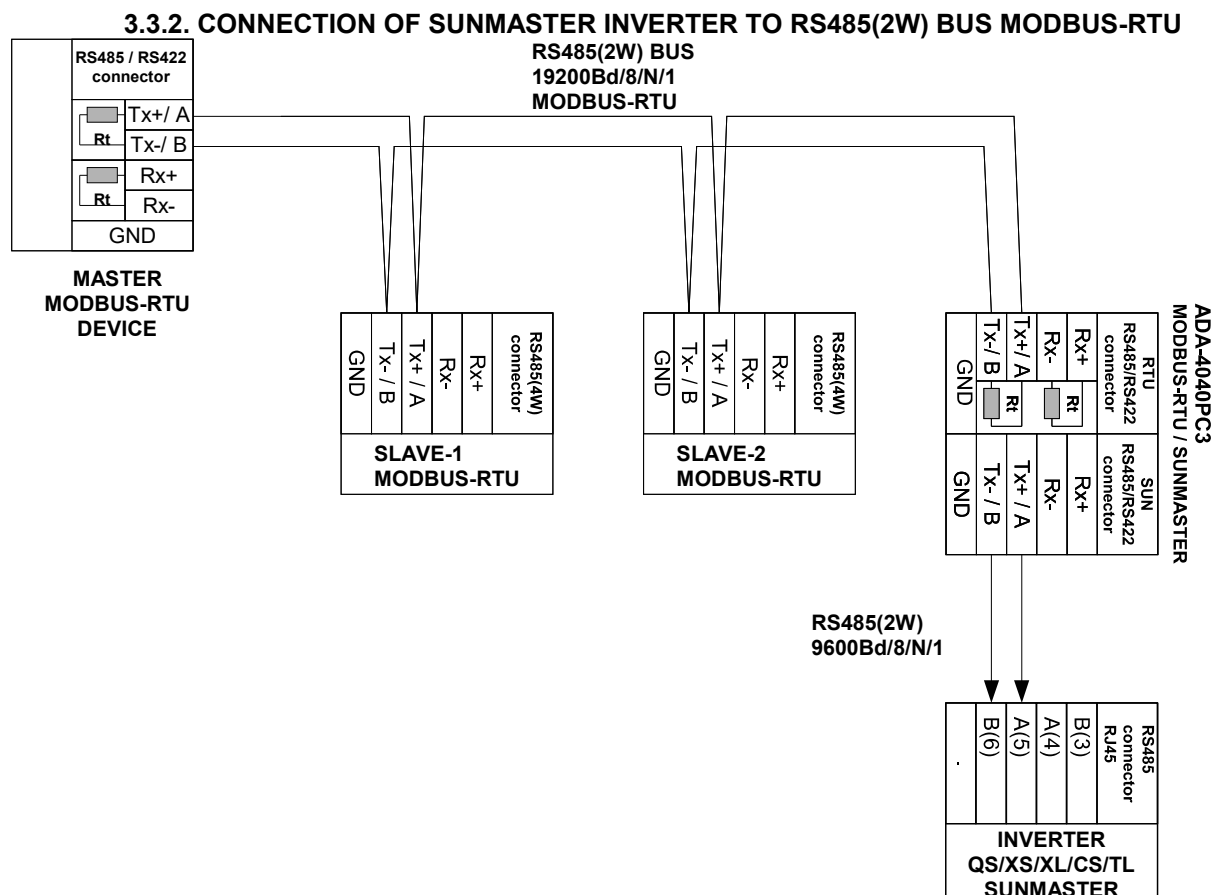 3.3.2. CONNECTION OF SUNMASTER INVERTER TO RS485(2W) BUS MODBUS-RTU
RS485(2W) BUS
19200Bd/8/N/1
MODBUS-RTU
RS485 / RS422
connector
Tx+/ A
Rt
Tx-/ B
Rx+
Rt
Rx-
GND
MASTER
MODBUS-RTU
DEVICE
GND
Tx- / B
Tx+ / A
Rx-
Rx+
RS485(4W)
connector
SLAVE-1
MODBUS-RTU
GND
Tx- / B
Tx+ / A
Rx-
Rx+
RS485(4W)
connector
SLAVE-2
MODBUS-RTU
GND
Tx-/ B
Tx+/ A
Rx-
Rx+
RTU
RS485/RS422
connector
Rt
Rt
GND
Tx- / B
Tx+ / A
Rx-
Rx+
SUN
RS485/RS422
connector
ADA-4040PC3
MODBUS-RTU / SUNMASTER
RS485(2W)
9600Bd/8/N/1
-
B(6)
A(5)
A(4)
B(3)
RS485
connector
RJ45
INVERTER
QS/XS/XL/CS/TL
SUNMASTER